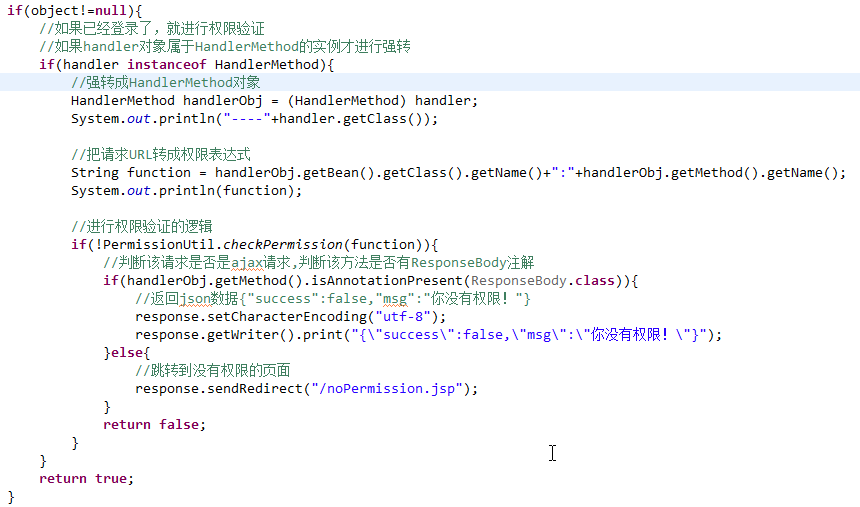 if(object!=null){
//如果已经登录了，就进行权限验证
//如果handler对象属于HandlerMethod的实例才进行强转
if(handler instanceof HandlerMethod){
//强转成HandlerMethod对象
HandlerMethod handlerObj = (HandlerMethod) handler;
System.out.println("----"+handler.getClass());
//把请求URL转成权限表达式
String function = handlerObj.getBean().getClass().getName()+":"+handlerObj.getMethod().getName();
System.out.println(function);
//进行权限验证的逻辑
if(!PermissionUtil.checkPermission(function)){
//判断该请求是否是ajax请求,判断该方法是否有ResponseBody注解
if(handlerObj.getMethod().isAnnotationPresent(ResponseBody.class)){
//返回json数据{"success":false,"msg":"你没有权限！"}
response.setCharacterEncoding("utf-8");
response.getWriter().print("{\"success\":false,\"msg\":\"你没有权限！\"}");
}else{
//跳转到没有权限的页面
response.sendRedirect("/noPermission.jsp");
}
return false;
}
}
return true;
}